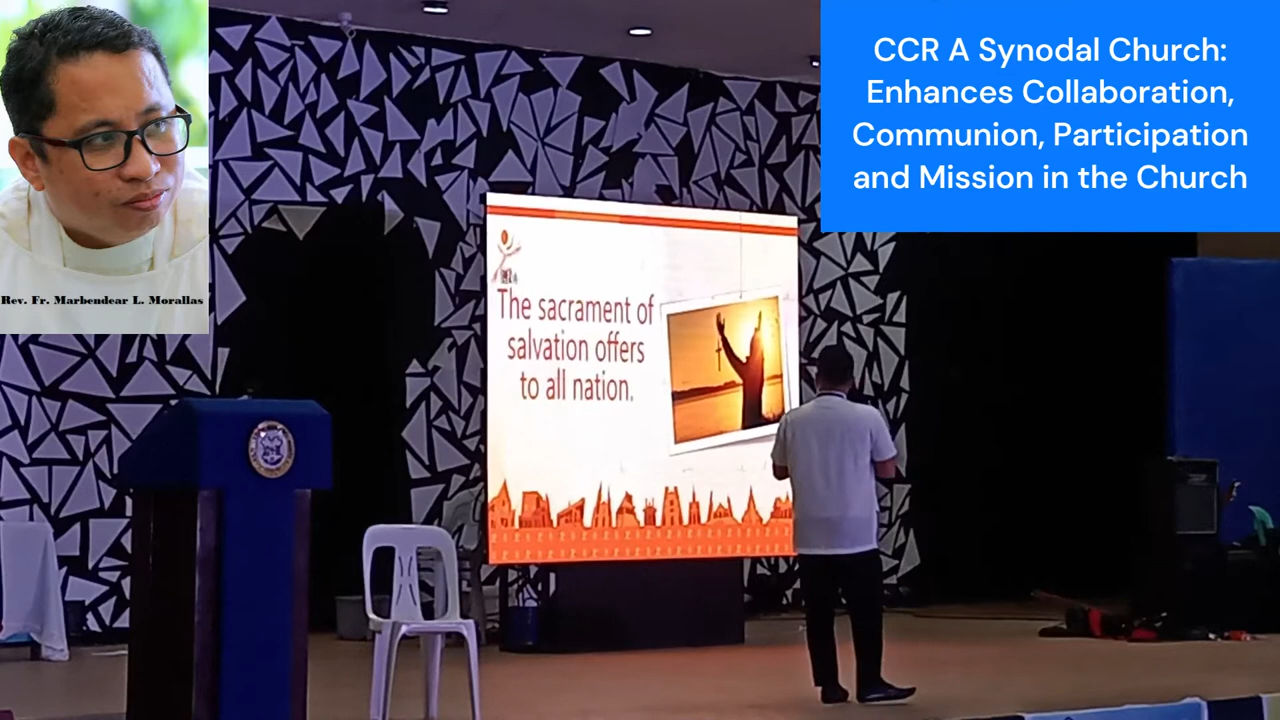 Rev. Fr. Marbendear L. Morallas
CCR A Synodal Church:
Enhances Collaboration,
Communion, Participation
and Mission in the Church
The sacrament of
salvation offers
to all nation.